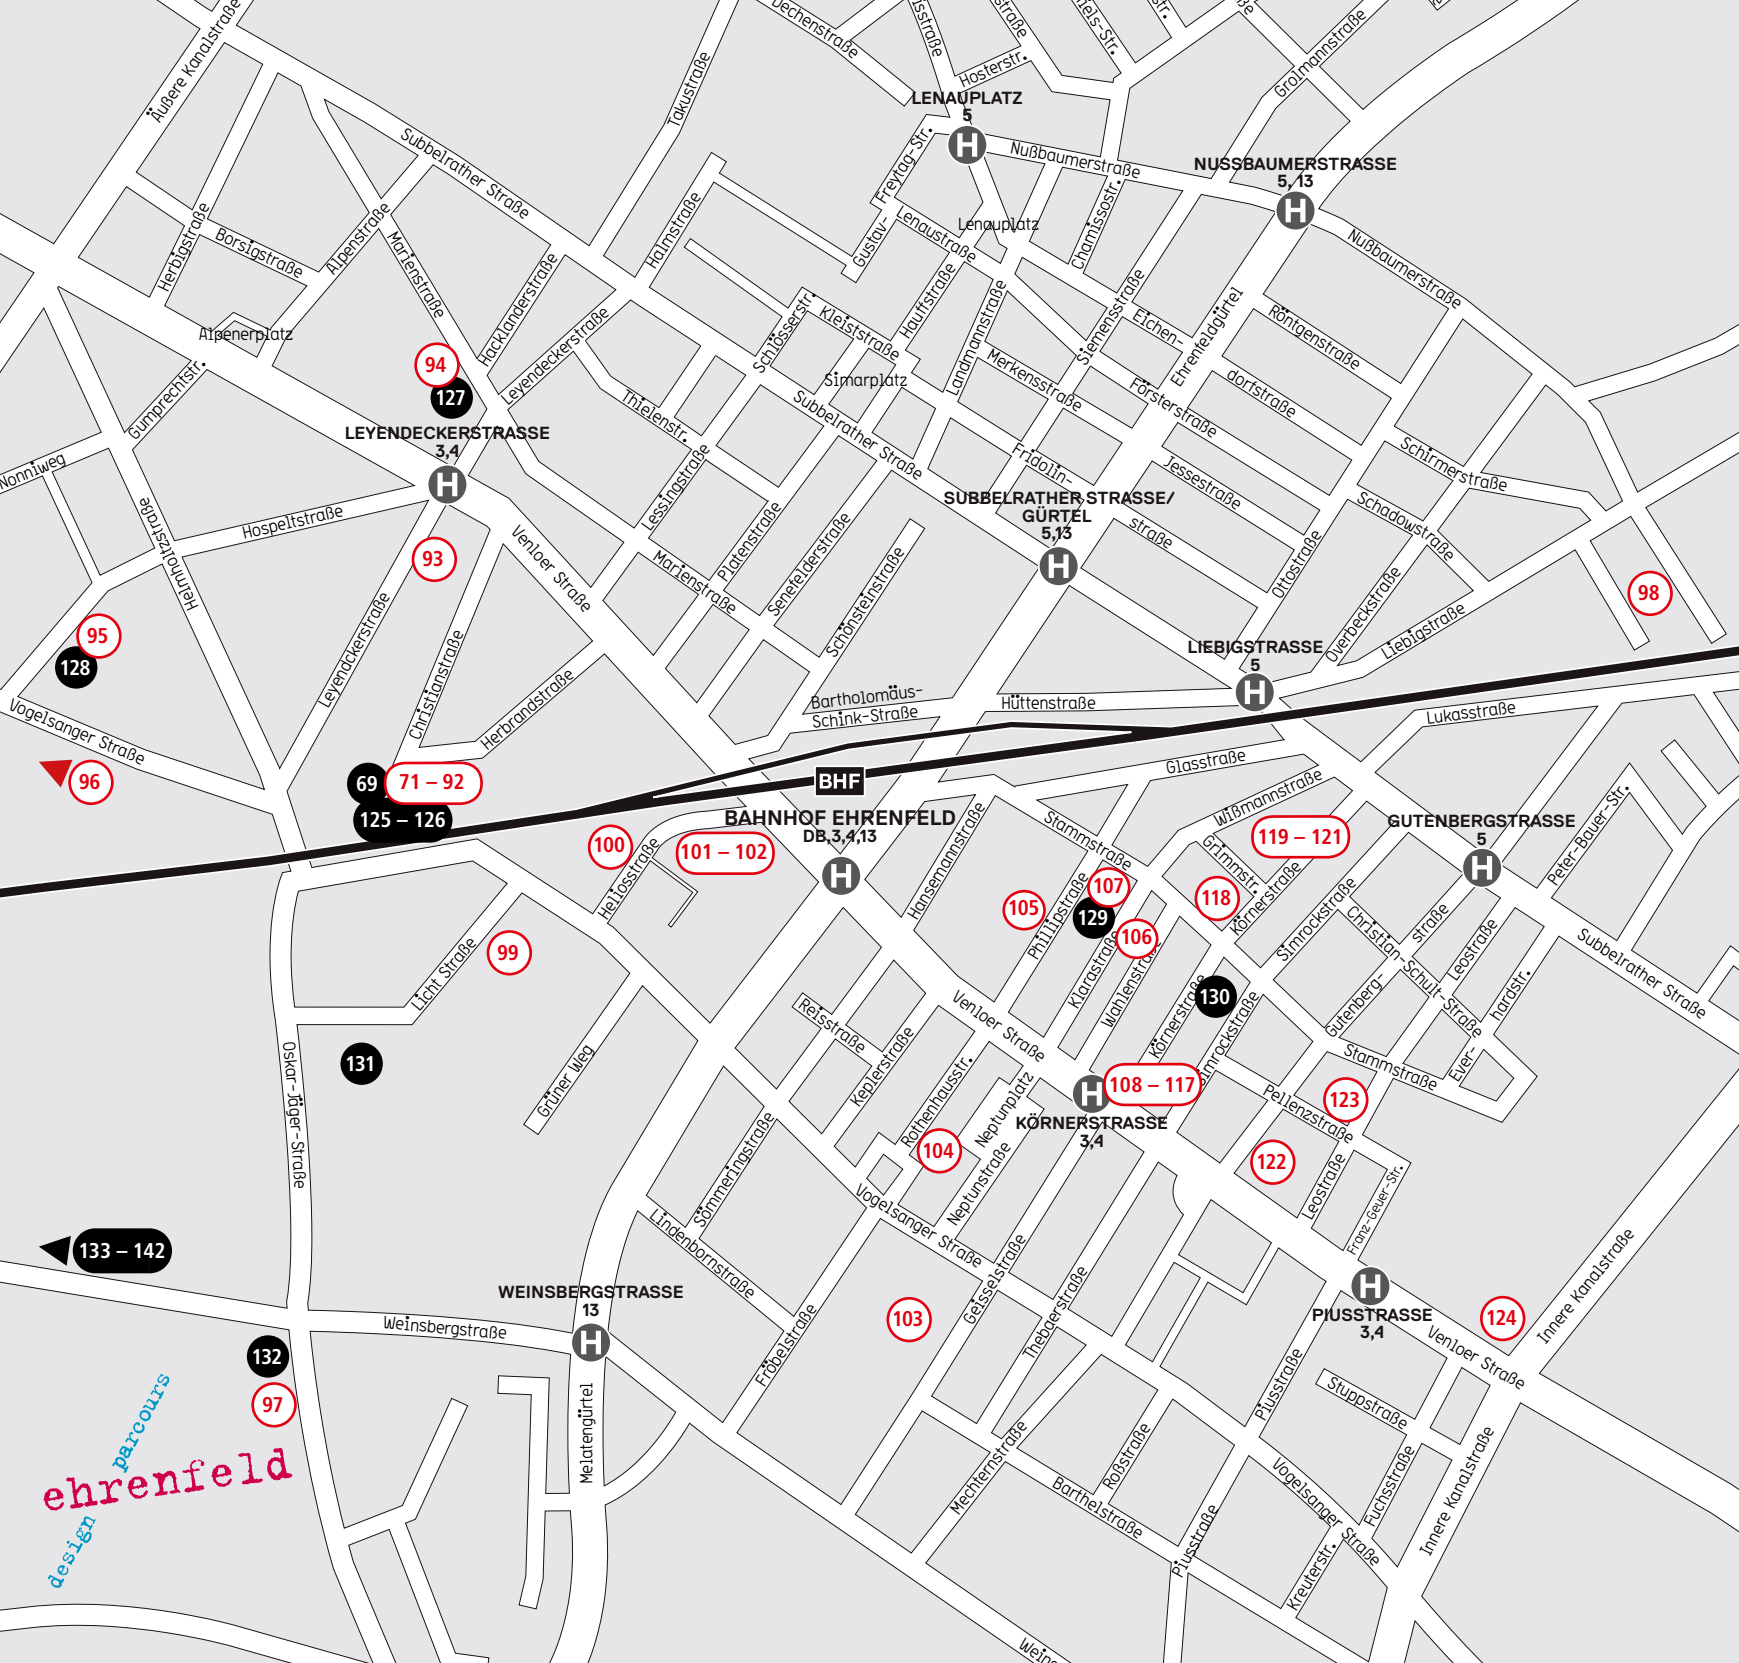 Äußere Kanalstraße
Dechenstraße
Hosterstr.
Grolmannstraße
Takustraße
LENAUPLATZ
5
Subbelrather Straße
Freytag-Str.
Gustav-
Nußbaumerstraße
NUSSBAUMERSTRASSE
5, 13
Herbigstraße
Borsigstraße
Alpenstraße
Marienstraße
Halmstraße
Lenaustraße
Lenauplatz
Chamissostr.
Nußbaumerstraße
Hacklanderstraße
Leyendeckerstraße
Alpenerplatz
Gumprechtstr.
Schlösserstr.
Kleiststraße
Hauffstraße
Landmannstraße
Siemensstraße
Eichen-
dorfstraße
Ehrenfeldgürtel
Röntgenstraße
94
127
LEYENDECKERSTRASSE
3,4
Simarplatz
Merkensstraße
Försterstraße
Thielenstr.
Subbelrather Straße
Nonniweg
Helmholtzstraße
Hospeltstraße
Lessingstraße
Platenstraße
Senefelderstraße
Schönsteinstraße
Fridolin-
straße
Jessestraße
Schirmerstraße
Schadowstraße
SUBBELRATHER STRASSE/
GÜRTEL
5,13
Venloer Straße
Marienstraße
Ottostraße
Overbeckstraße
Liebigstraße
93
98
95
128
Leyendckerstraße
Christianstraße
Herbrandstraße
LIEBIGSTRASSE
5
Bartholomäus-
Schink-Straße
Hüttenstraße
Lukasstraße
Vogelsanger Straße
96
69
71 – 92
125 – 126
BHF
Glasstraße
BAHNHOF EHRENFELD
DB,3,4,13
Wißmannstraße
119 – 121
GUTENBERGSTRASSE
5
Peter-Bauer-Str.
100
101 – 102
Heliosstraße
Hansemannstraße
Stammstraße
Grimmstr.
Körnerstraße
118
105
107
129
106
Phillipstraße
Klarastraße
Wahlenstraße
Simrockstraße
Christian-Schult-Straße
Gutenberg-
straße
Leostraße
Ever-
hardstr.
Subbelrather Straße
99
Licht Straße
Körnerstraße
130
Simrockstraße
Stammstraße
Reisstraße
Venloer Straße
Keplerstraße
Oskar-Jäger-Straße
131
Grüner Weg
Rothenhausstr.
Neptunplatz
108 – 117
KÖRNERSTRASSE
3,4
Pellenzstraße
123
122
104
Sömmeringstraße
Neptunstraße
Vogelsanger Straße
Leostraße
Franz-Geuer-Str.
133 – 142
Lindenbornstraße
Geisselstraße
Thebaerstraße
PIUSSTRASSE
3,4
Innere Kanalstraße
124
WEINSBERGSTRASSE
13
Weinsbergstraße
Fröbelstraße
103
Venloer Straße
132
97
Melatengürtel
Piusstraße
Stuppstraße
Fuchsstraße
Innere Kanalstraße
Mechternstraße
Roßstraße
Barthelstraße
Vogelsanger Straße
Piusstraße
Kreuterstr.
design parcours
ehrenfeld
H
H
H
H
H
H
H
H
H
H